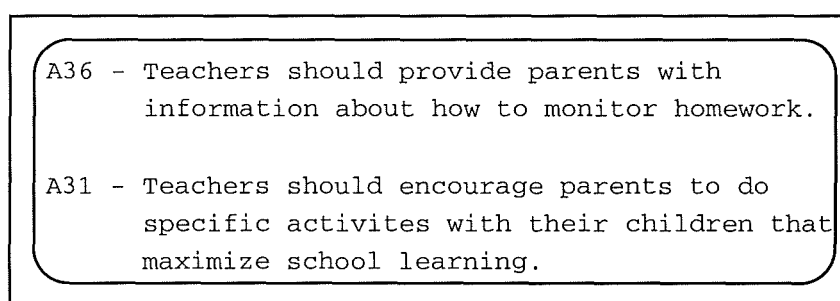 A36 - Teachers should provide parents with
information about how to monitor homework.
A31 - Teachers should encourage parents to do
specific activites with their children that
maximize school learning.